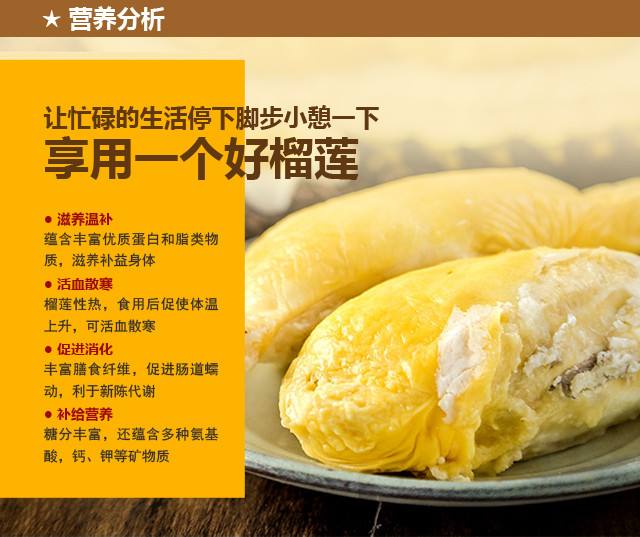 ★ 营养分析
让忙碌的生活停下脚步小憩一下
享用一个好榴莲
● 滋养温补
蕴含丰富优质蛋白和脂类物
质，滋养补益身体
● 活血散寒
榴莲性热，食用后促使体温
上升，可活血散寒
● 促进消化
丰富膳食纤维，促进肠道蠕
动，利于新陈代谢
● 补给营养
糖分丰富，还蕴含多种氨基
酸，钙、钾等矿物质